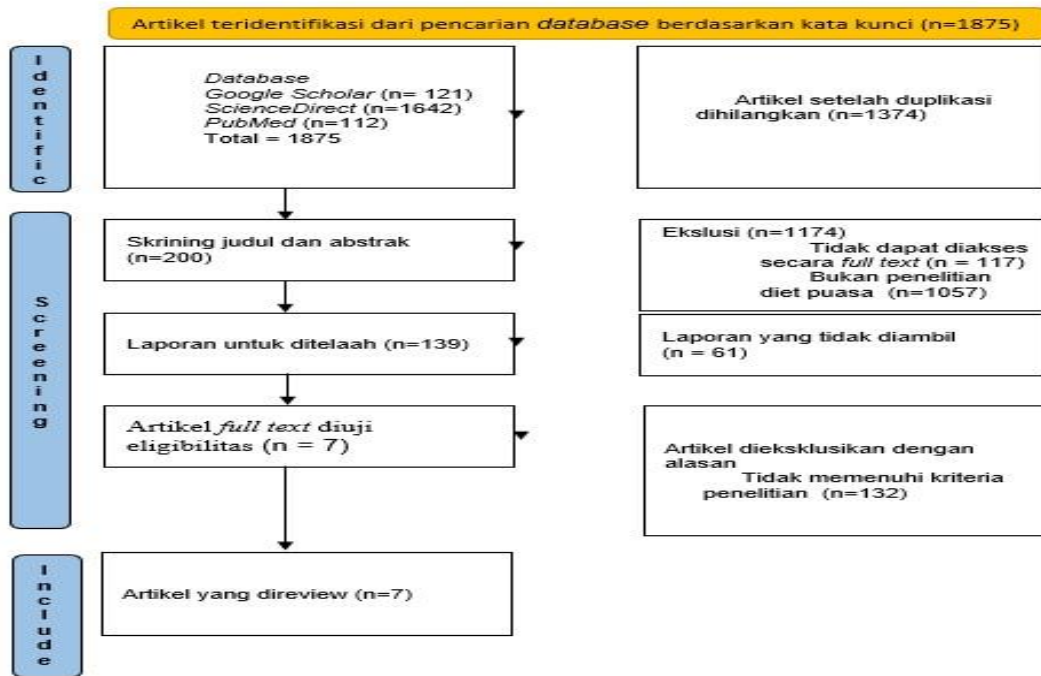 Artikel teridentifikasi dari pencarian database berdasarkan kata kunci (n=1875)
Identific
Database
Google Scholar (n= 121)
ScienceDirect (n=1642)
PubMed (n=112)
Total = 1875
Artikel setelah duplikasi
dihilangkan (n=1374)
Screening
Skrining judul dan abstrak
(n=200)
Ekslusi (n=1174)
Tidak dapat diakses
secara full text (n = 117)
Bukan penelitian
diet puasa (n=1057)
Laporan untuk ditelaah (n=139)
Laporan yang tidak diambil
(n = 61)
Artikel full text diuji
eligibilitas (n = 7)
Artikel dieksklusikan dengan
alasan
Tidak memenuhi kriteria
penelitian (n=132)
Include
Artikel yang direview (n=7)